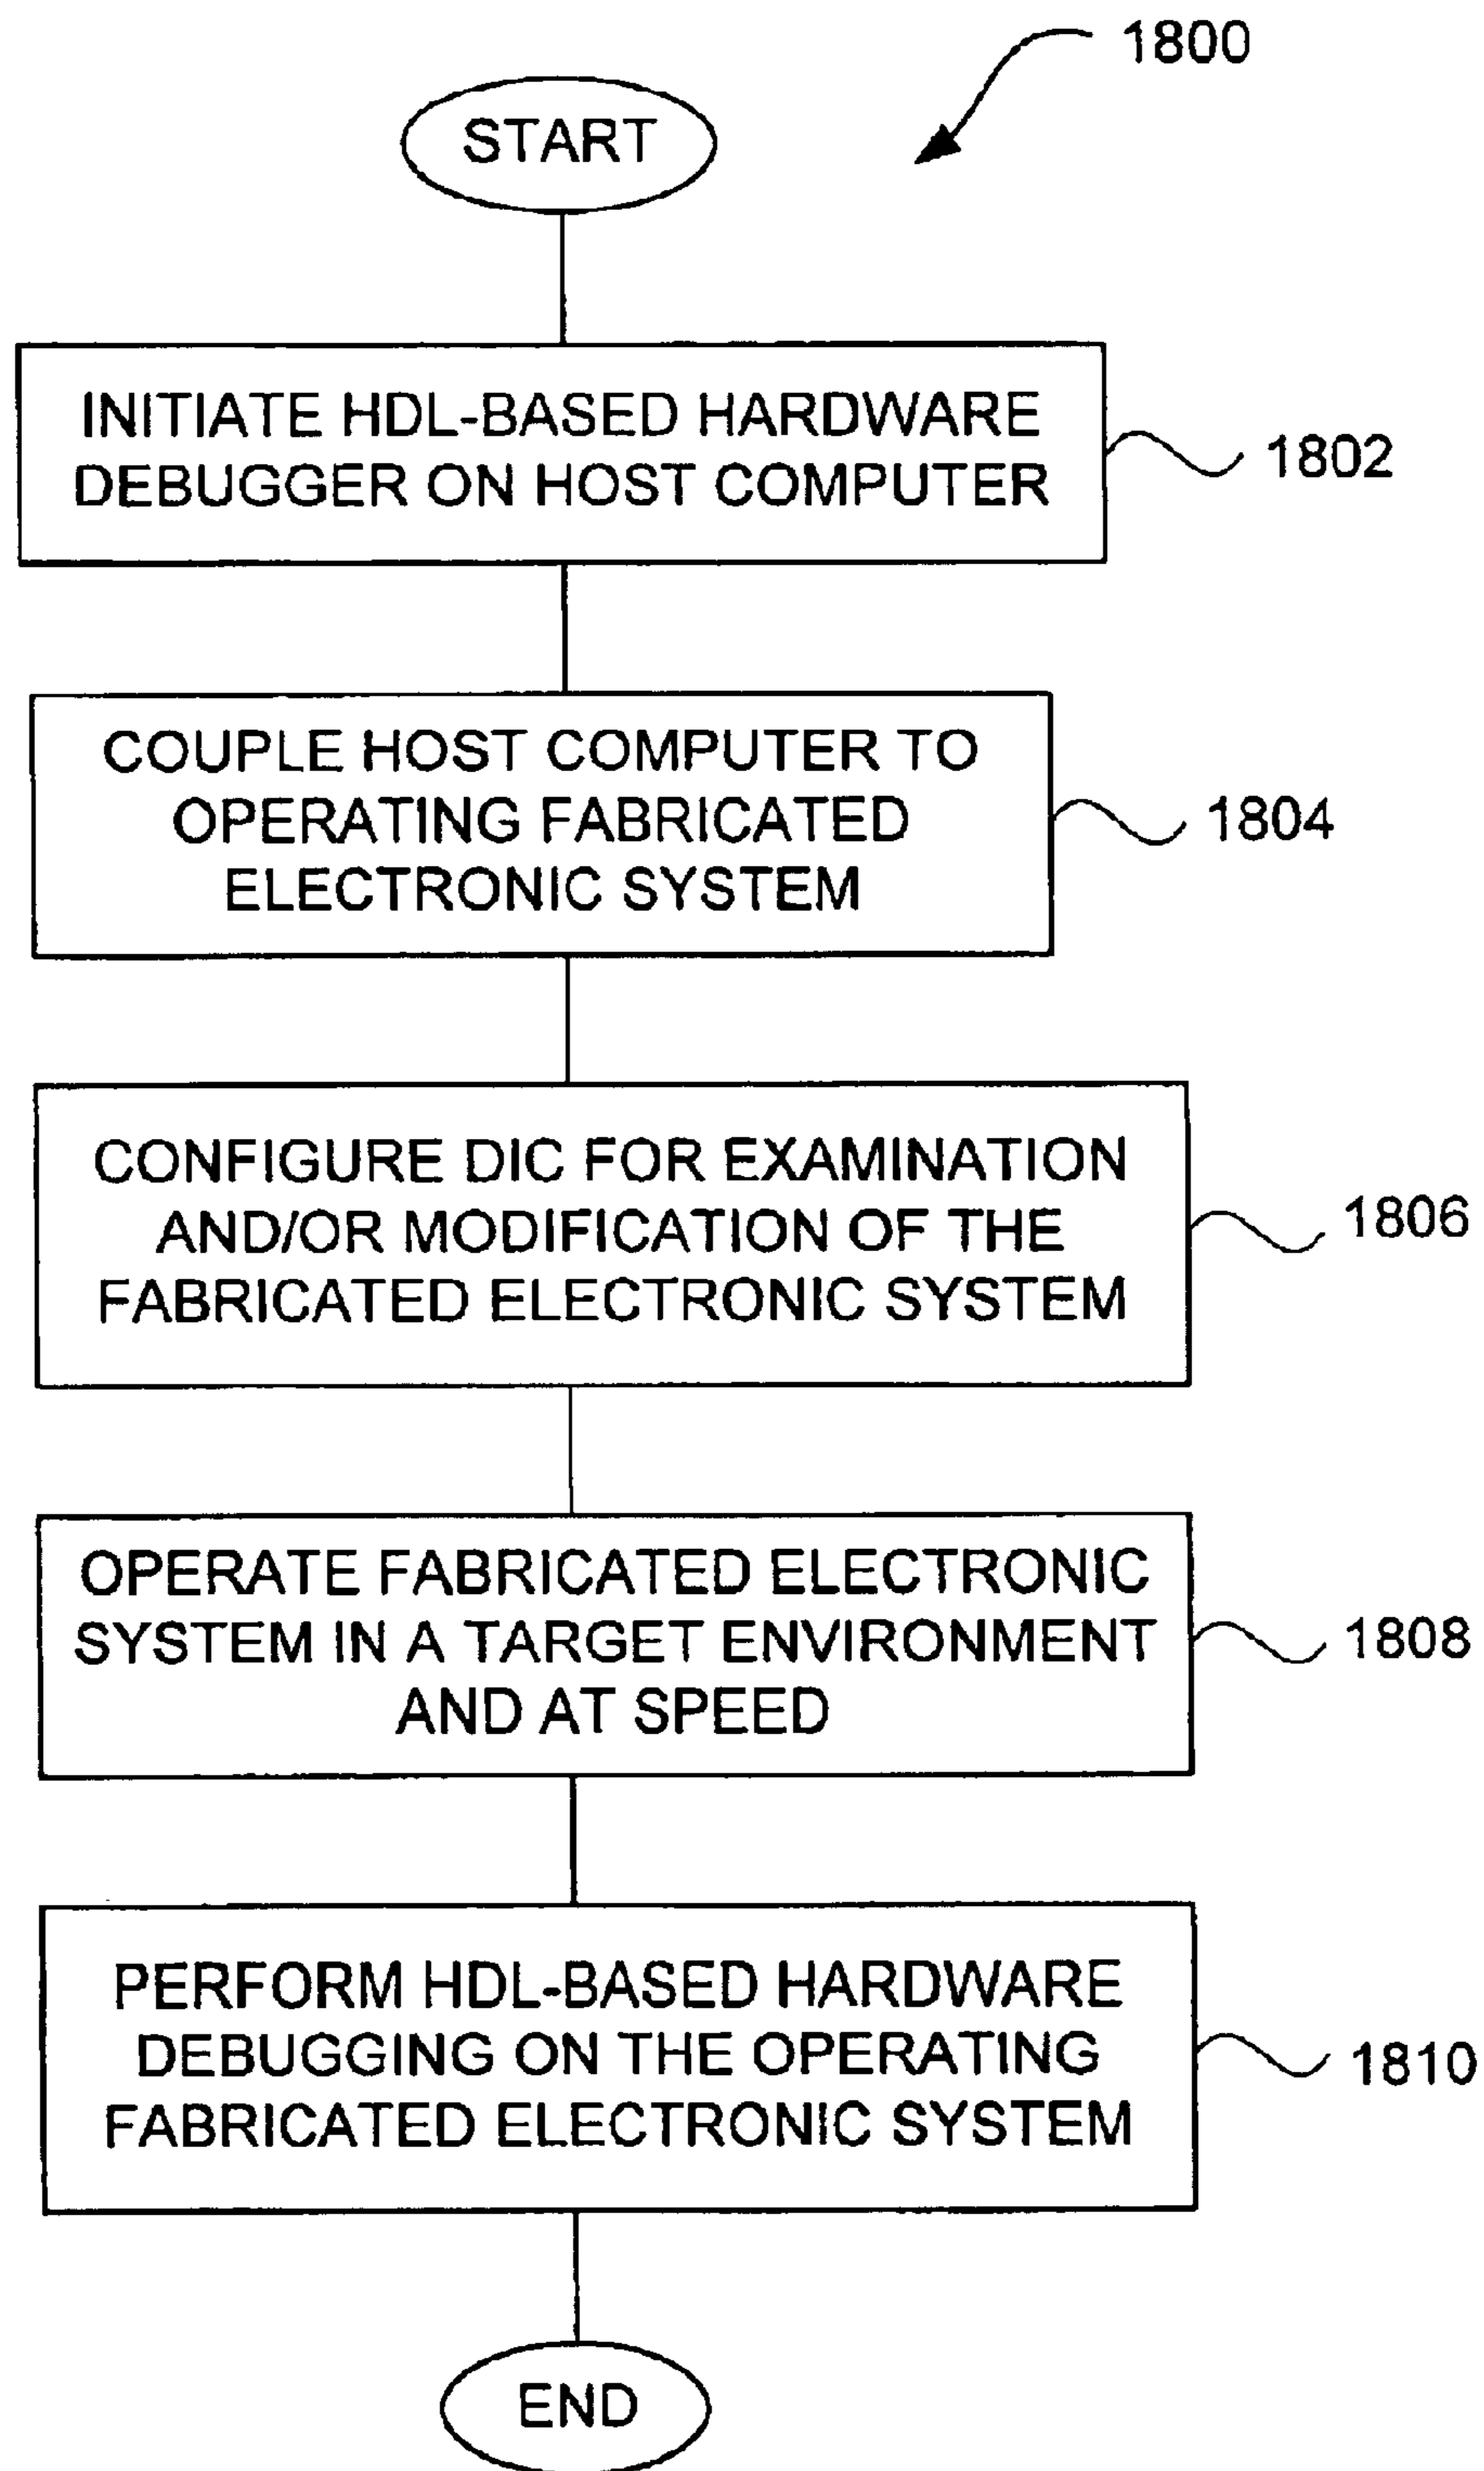 1800
START
INITIATE HDL-BASED HARDWARE
DEBUGGER ON HOST COMPUTER
1802
COUPLE HOST COMPUTER TO
OPERATING FABRICATED
ELECTRONIC SYSTEM
1804
CONFIGURE DIC FOR EXAMINATION
AND/OR MODIFICATION OF THE
FABRICATED ELECTRONIC SYSTEM
1806
OPERATE FABRICATED ELECTRONIC
SYSTEM IN A TARGET ENVIRONMENT
AND AT SPEED
1808
PERFORM HDL-BASED HARDWARE
DEBUGGING ON THE OPERATING
FABRICATED ELECTRONIC SYSTEM
1810
END